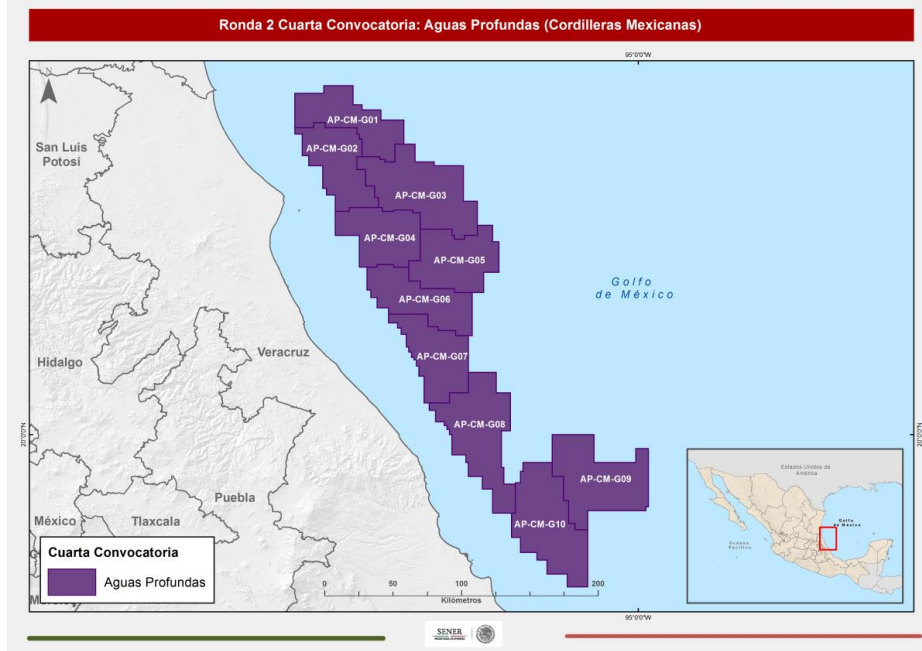 Ronda 2 Cuarta Convocatoria: Aguas Profundas (Cordilleras Mexicanas)
95°0'0"W
N
AP-CM-G01
San Luis
Potosí
AP-CM-G02
AP-CM-G03
AP-CM-G04
AP-CM-G05
Golfo
de México
AP-CM-G06
Veracruz
Hidalgo
AP-CM-G07
AP-CM-G08
20°0'0"N
20°0'0"N
Estados Unidos de
América
AP-CM-G09
Puebla
México
Tlaxcala
AP-CM-G10
Golfo
de México
Océano
Pacífico
Cuarta Convocatoria
Aguas Profundas
0 50 100 200
Kilómetros
95°0'0"W
SENER